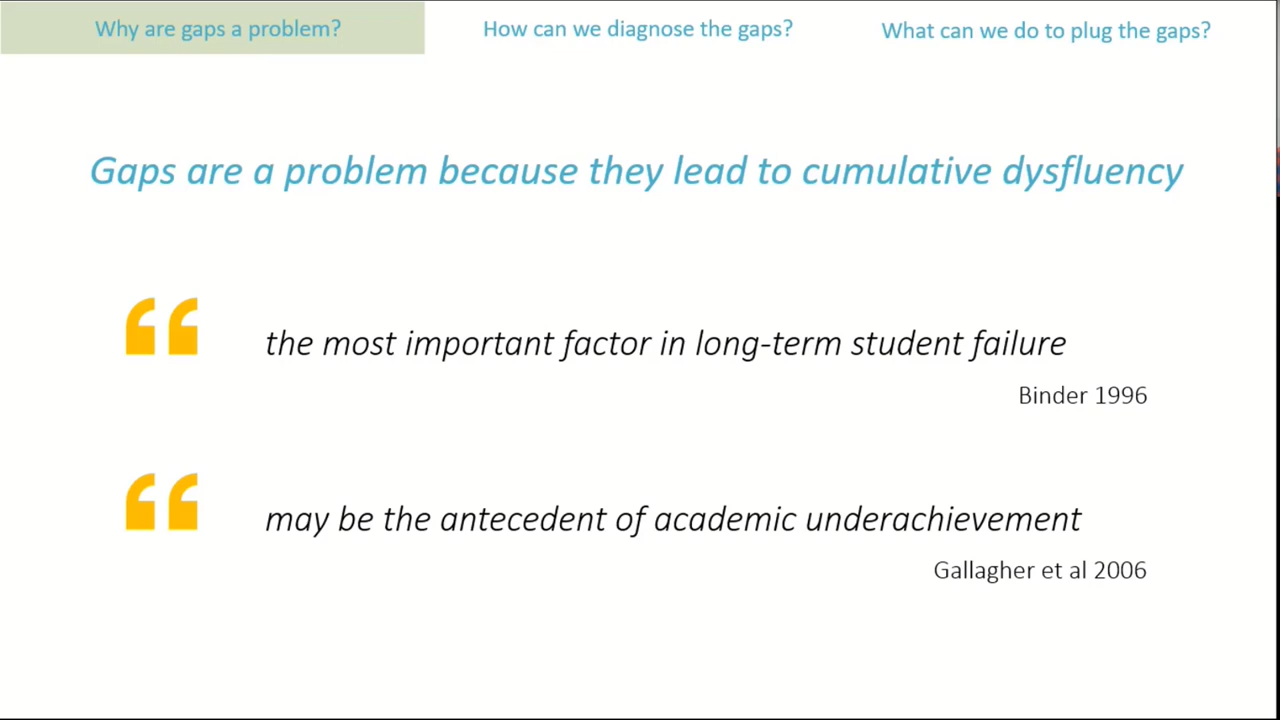 Why are gaps a problem?
How can we diagnose the gaps?
What can we do to plug the gaps?
Gaps are a problem because they lead to cumulative dysfluency
“ the most important factor in long-term student failure
Binder 1996
“ may be the antecedent of academic underachievement
Gallagher et al 2006